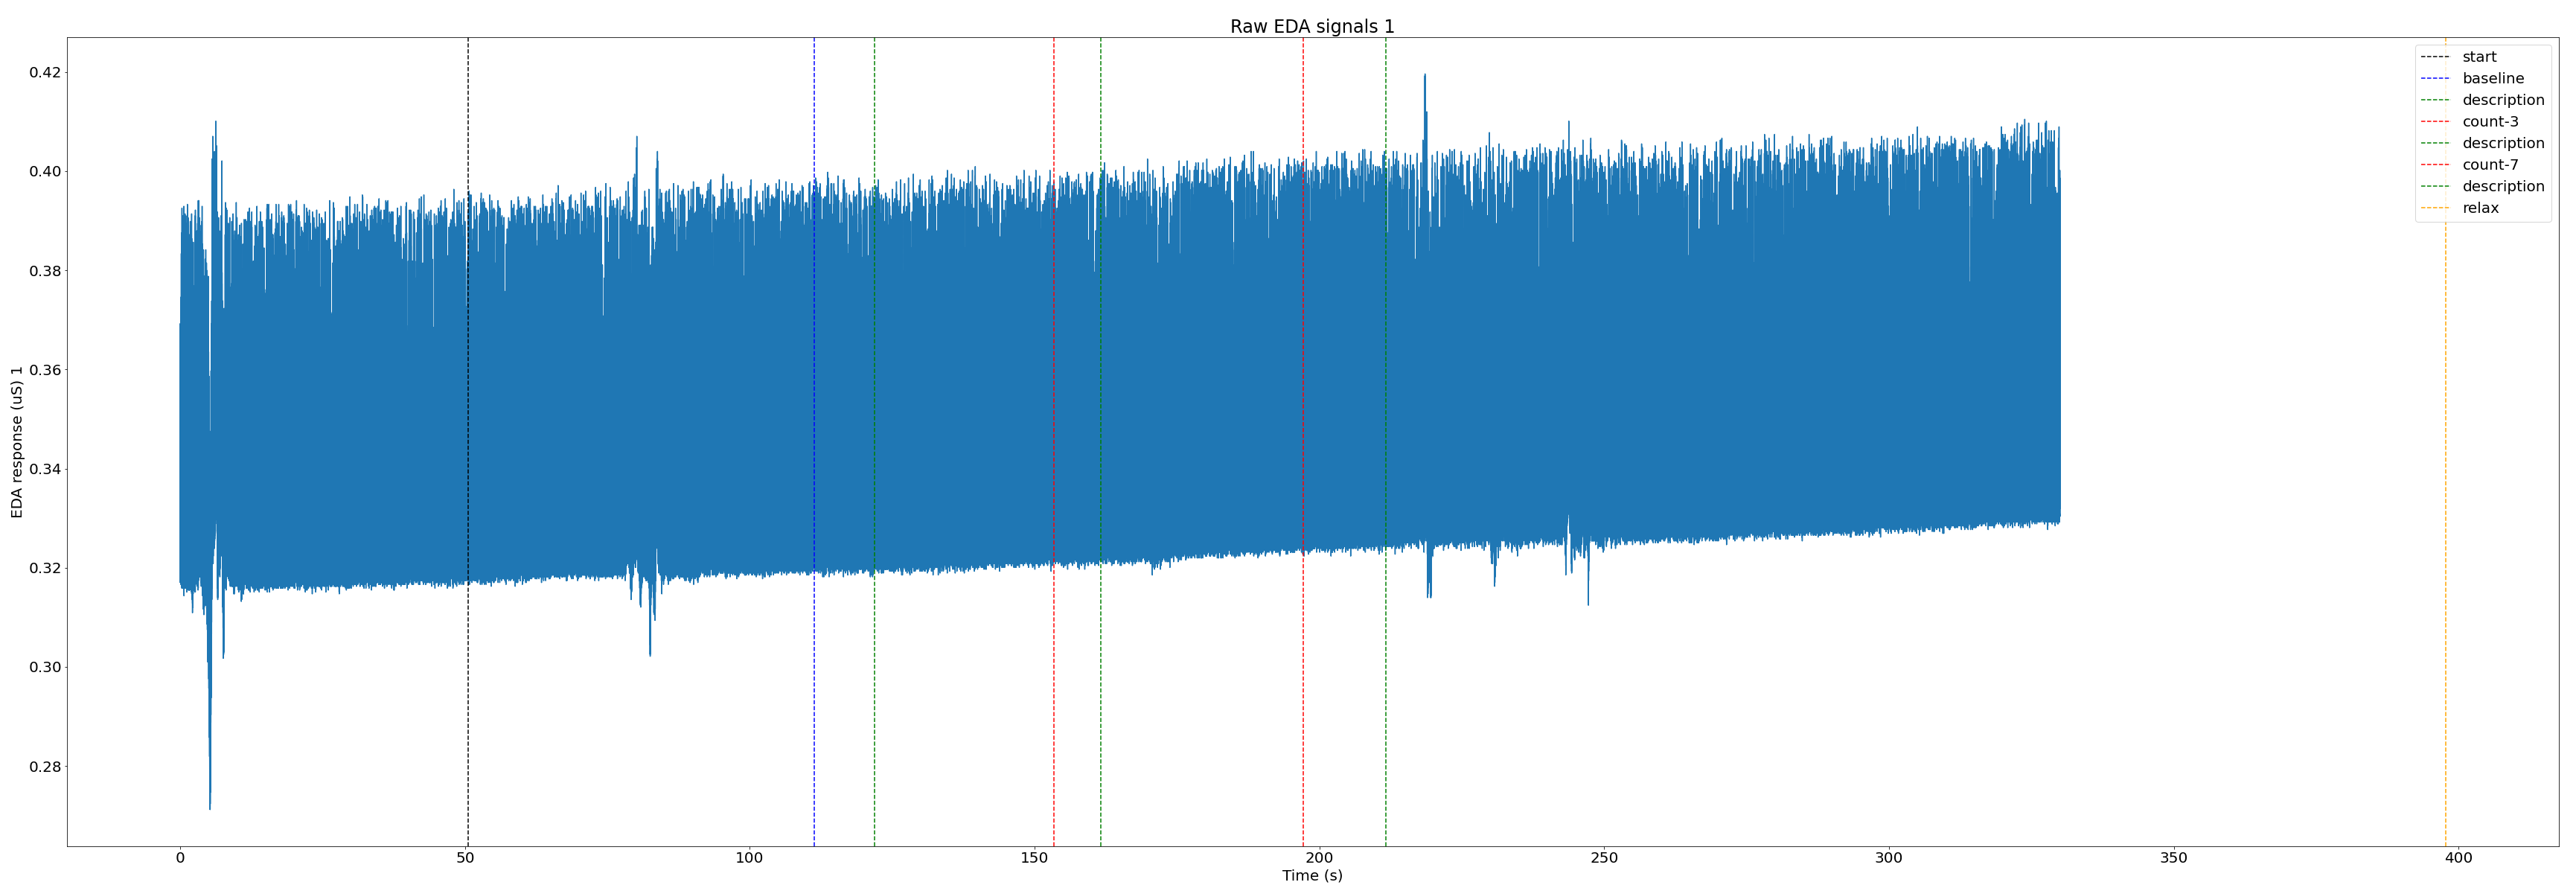 Raw EDA signals 1
EDA response (uS) 1
0.42
0.40
0.38
0.36
0.34
0.32
0.30
0.28
0
50
100
150
200
250
300
350
400
Time (s)
start
baseline
description
count-3
description
count-7
description
relax